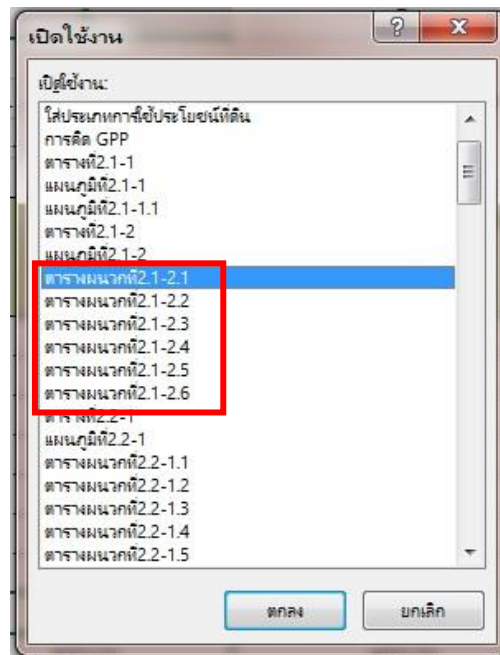 เปิดใช้งาน
เปิดใช้งาน:
ใส่ประเภทการใช้ประโยชน์ที่ดิน
การคิด GPP
ตารางที่2.1-1
แผนภูมิที่2.1-1
แผนภูมิที่2.1-1.1
ตารางที่2.1-2
แผนภูมิที่2.1-2
ตารางผนวกที่2.1-2.1
ตารางผนวกที่2.1-2.2
ตารางผนวกที่2.1-2.3
ตารางผนวกที่2.1-2.4
ตารางผนวกที่2.1-2.5
ตารางผนวกที่2.1-2.6
ตารางที่2.2-1
แผนภูมิที่2.2-1
ตารางผนวกที่2.2-1.1
ตารางผนวกที่2.2-1.2
ตารางผนวกที่2.2-1.3
ตารางผนวกที่2.2-1.4
ตารางผนวกที่2.2-1.5
ตกลง ยกเลิก